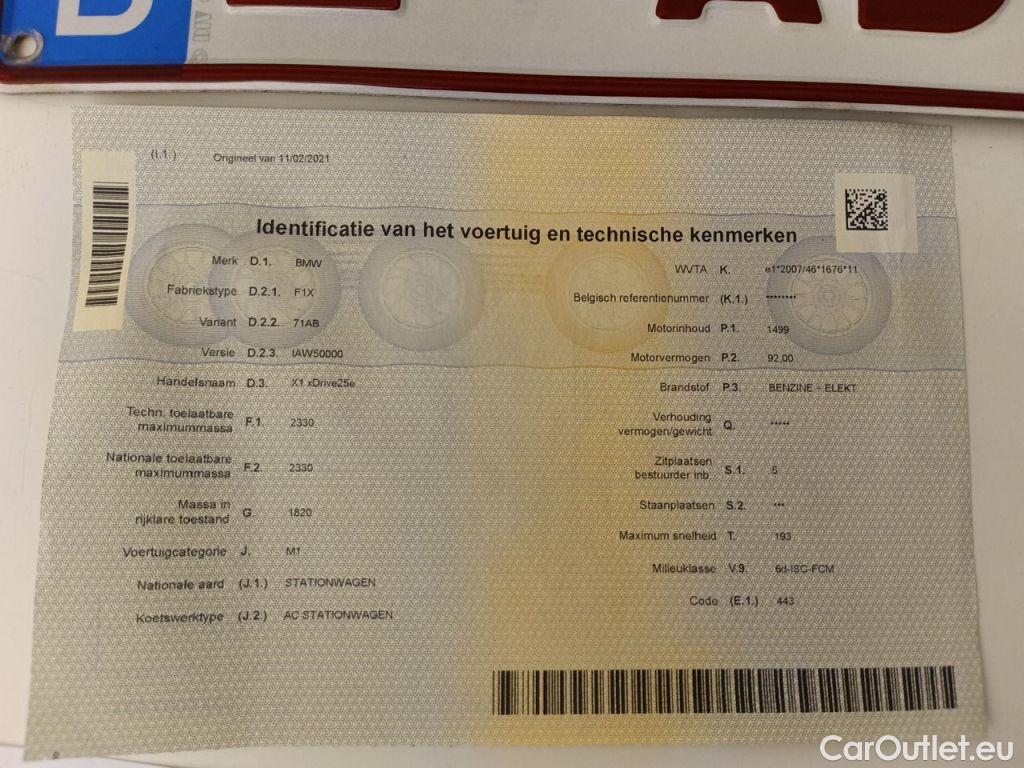 (I.1.) Origineel van 11/02/2021
Identificatie van het voertuig en technische kenmerken
Merk D.1. BMW
Fabriekstype D.2.1. F1X
Variant D.2.2. 71AB
Versie D.2.3. IAW50000
Handelsnaam D.3. X1 xDrive25e
Techn. toelaatbare
maximummassa F.1. 2330
Nationale toelaatbare
maximummassa F.2. 2330
Massa in
rijklare toestand G. 1820
Voertuigcategorie J. M1
Nationale aard (J.1.) STATIONWAGEN
Koetswerktype (J.2.) AC STATIONWAGEN
WVTA K. e1*2007/46*1676*11
Belgisch referentienummer (K.1.) ********
Motorinhoud P.1. 1499
Motorvermogen P.2. 92,00
Brandstof P.3. BENZINE - ELEKT
Verhouding
vermogen/gewicht Q. *****
Zitplaatsen
bestuurder inb. S.1. 5
Staanplaatsen S.2. ***
Maximum snelheid T. 193
Milieuklasse V.9. 6d-ISC-FCM
Code (E.1.) 443
CarOutlet.eu